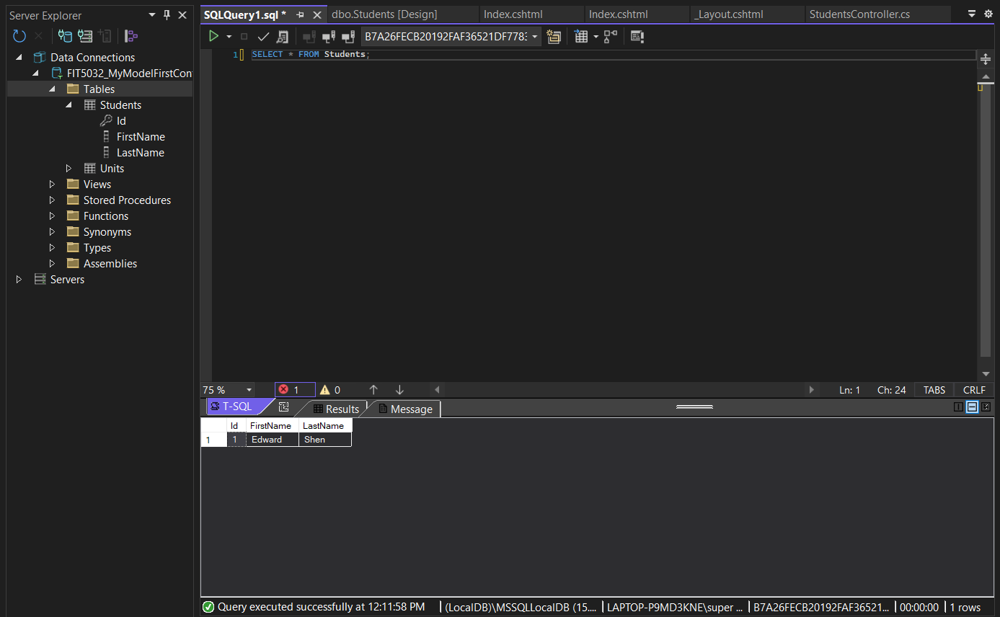 Server Explorer
Data Connections
FIT5032_MyModelFirstCon
Tables
Students
Id
FirstName
LastName
Units
Views
Stored Procedures
Functions
Synonyms
Types
Assemblies
Servers
SQLQuery1.sql * dbo.Students [Design] Index.cshtml Index.cshtml _Layout.cshtml StudentsController.cs
B7A26FECB20192FAF36521DF7783
1 SELECT * FROM Students;
75 % 1 0 Ln: 1 Ch: 24 TABS CRLF
T-SQL Results Message
Id FirstName LastName
1 1 Edward Shen
Query executed successfully at 12:11:58 PM (LocalDB)\MSSQLLocalDB (15.... LAPTOP-P9MD3KNE\super ... B7A26FECB20192FAF36521... 00:00:00 1 rows